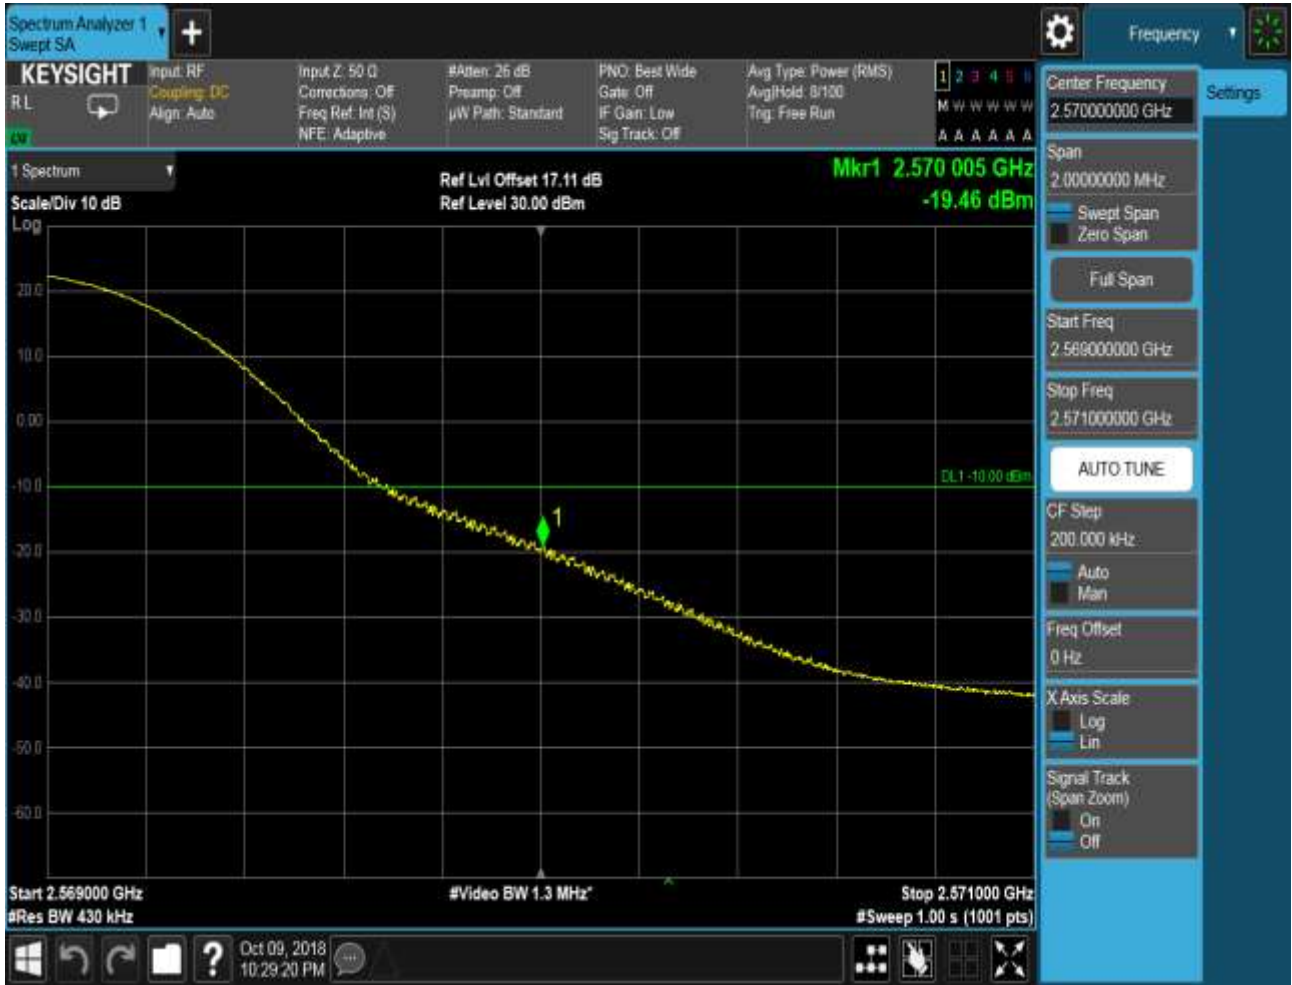 Spectrum Analyzer 1
Swept SA
Frequency
KEYSIGHT
R L
Input: RF
Coupling: DC
Align: Auto
Input Z: 50 Ω
Corrections: Off
Freq Ref: Int (S)
NFE: Adaptive
#Atten: 26 dB
Preamp: Off
µW Path: Standard
PNO: Best Wide
Gate: Off
IF Gain: Low
Sig Track: Off
Avg Type: Power (RMS)
Avg|Hold: 8/100
Trig: Free Run
1 2 3 4 5 6
M W W W W W
A A A A A A
1 Spectrum
Scale/Div 10 dB
Log
Ref Lvl Offset 17.11 dB
Ref Level 30.00 dBm
Mkr1 2.570 005 GHz
-19.46 dBm
20.0
10.0
0.00
-10.0
-20.0
-30.0
-40.0
-50.0
-60.0
DL1 -10.00 dBm
1
Start 2.569000 GHz
#Res BW 430 kHz
#Video BW 1.3 MHz*
Stop 2.571000 GHz
#Sweep 1.00 s (1001 pts)
Center Frequency
2.570000000 GHz
Settings
Span
2.00000000 MHz
Swept Span
Zero Span
Full Span
Start Freq
2.569000000 GHz
Stop Freq
2.571000000 GHz
AUTO TUNE
CF Step
200.000 kHz
Auto
Man
Freq Offset
0 Hz
X Axis Scale
Log
Lin
Signal Track
(Span Zoom)
On
Off
?
Oct 09, 2018
10:29:20 PM